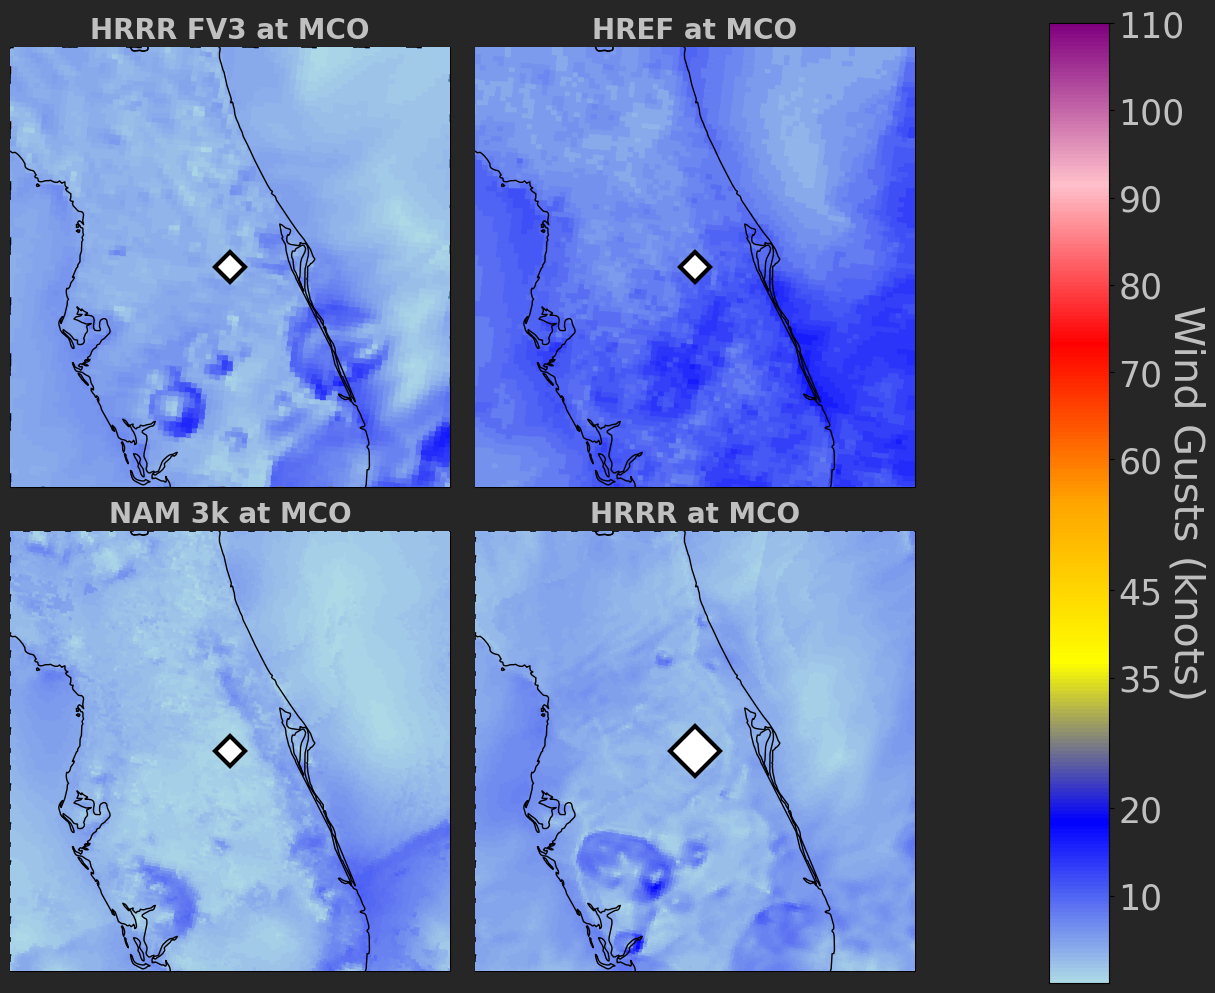 HRRR FV3 at MCO
HREF at MCO
NAM 3k at MCO
HRRR at MCO
110
100
90
80
70
60
45
35
20
10
Wind Gusts (knots)